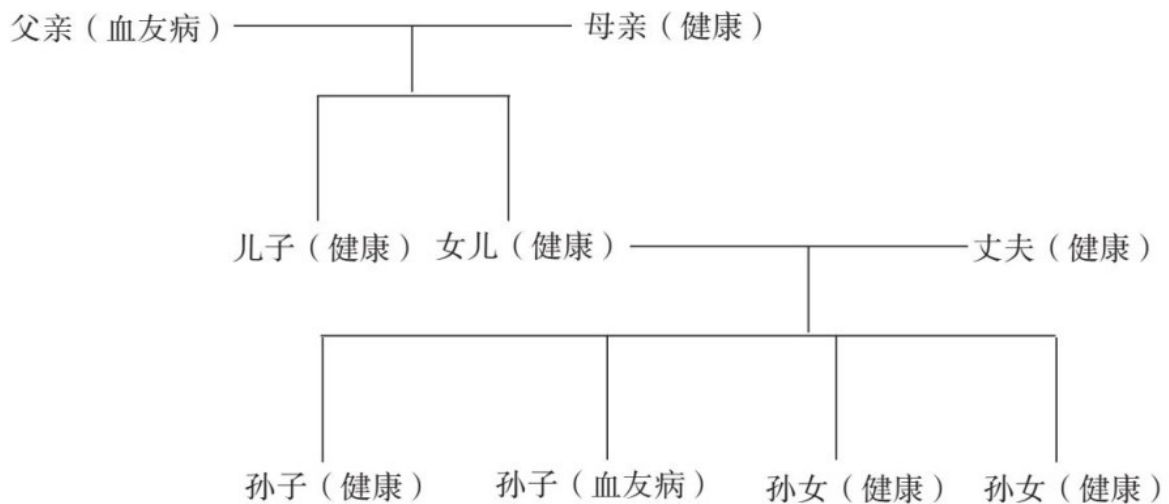 父亲（血友病） 母亲（健康）
儿子（健康） 女儿（健康） 丈夫（健康）
孙子（健康） 孙子（血友病） 孙女（健康） 孙女（健康）